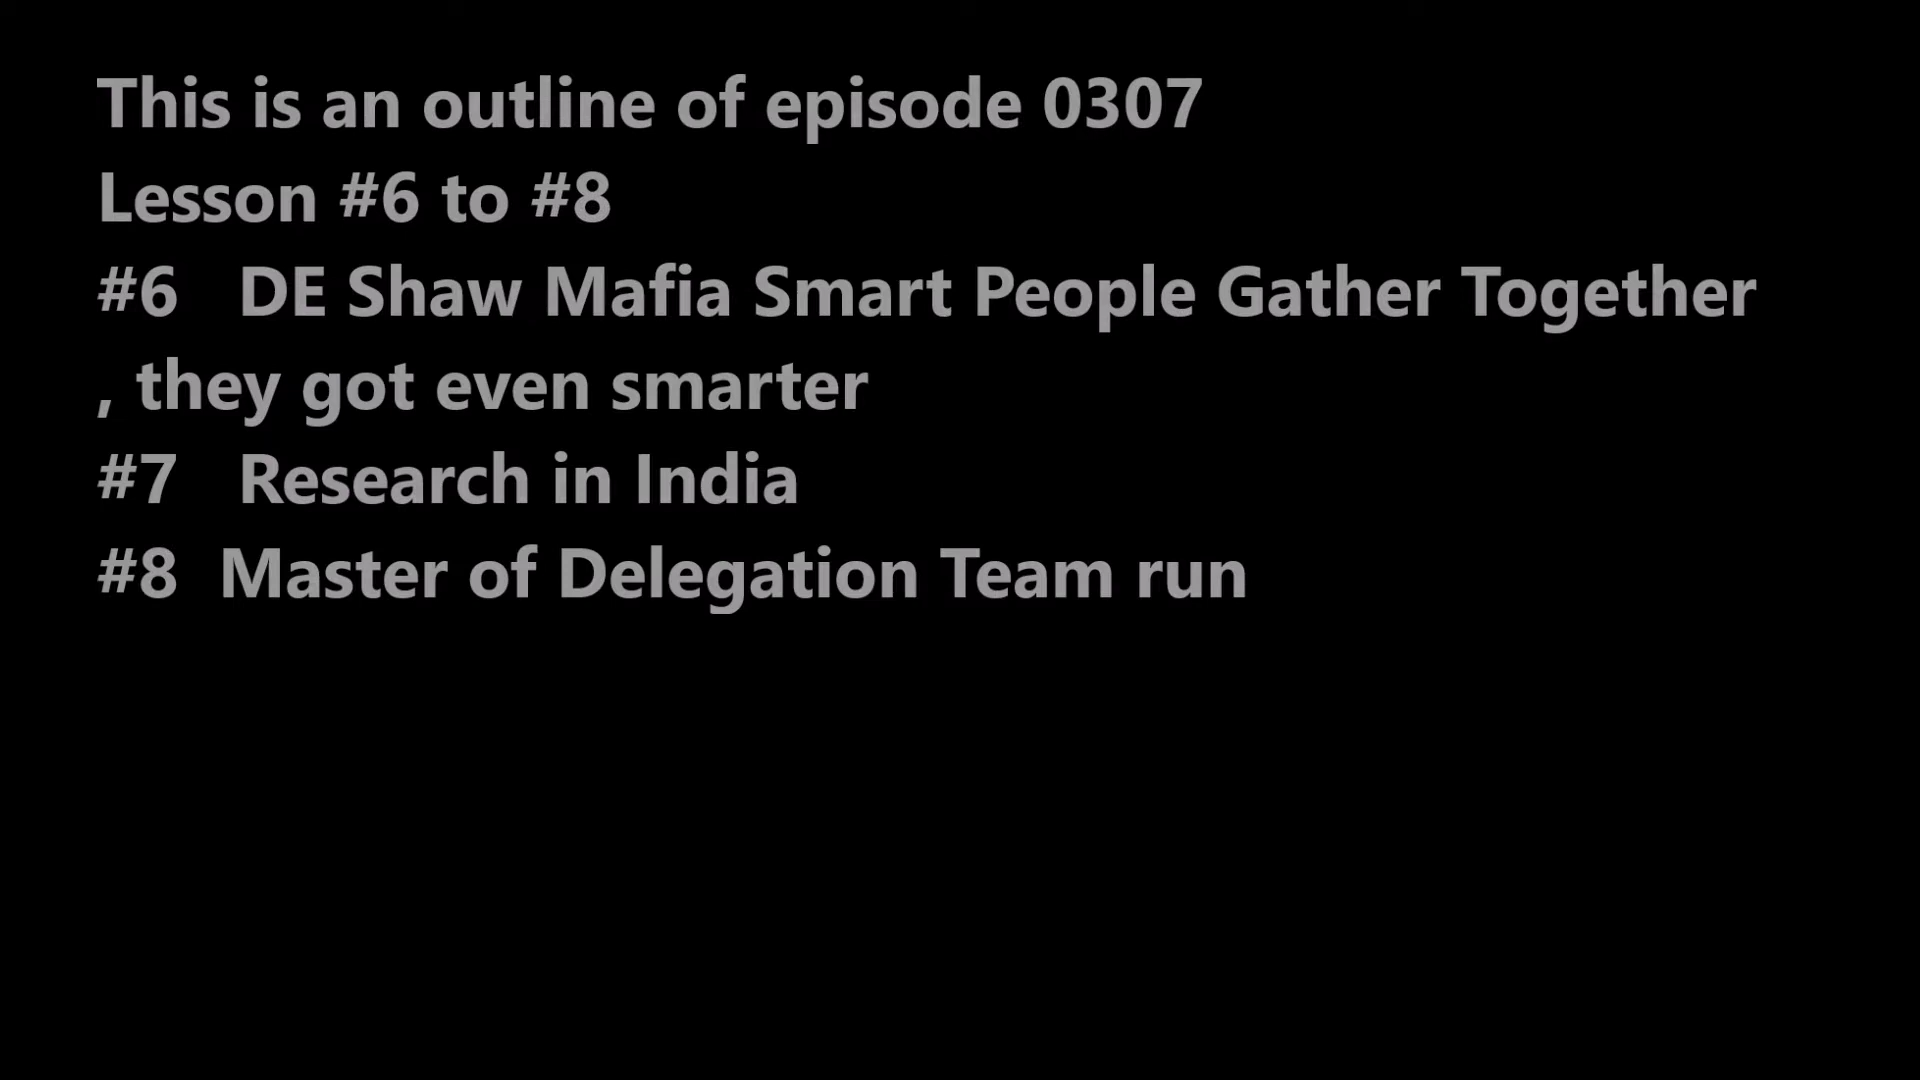 This is an outline of episode 0307
Lesson #6 to #8
#6   DE Shaw Mafia Smart People Gather Together
, they got even smarter
#7   Research in India
#8  Master of Delegation Team run